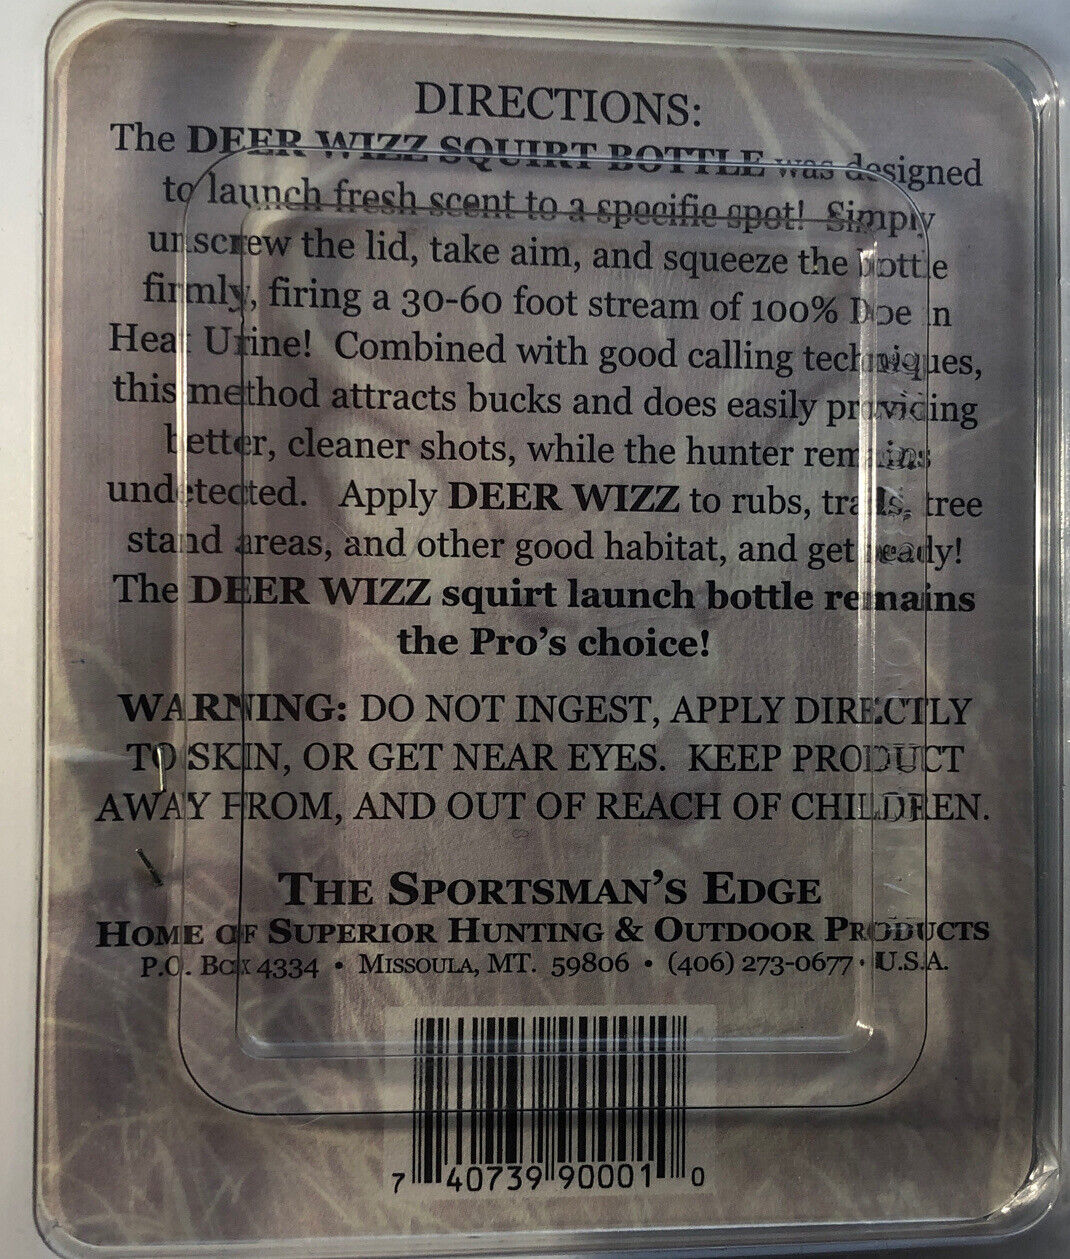 DIRECTIONS:
The DEER WIZZ SQUIRT BOTTLE was designed
to launch fresh scent to a specific spot! Simply
unscrew the lid, take aim, and squeeze the bottle
firmly, firing a 30-60 foot stream of 100% Doe in
Heat Urine! Combined with good calling techniques,
this method attracts bucks and does easily providing
better, cleaner shots, while the hunter remains
undetected. Apply DEER WIZZ to rubs, trails, tree
stand areas, and other good habitat, and get ready!
The DEER WIZZ squirt launch bottle remains
the Pro's choice!
WARNING: DO NOT INGEST, APPLY DIRECTLY
TO SKIN, OR GET NEAR EYES. KEEP PRODUCT
AWAY FROM, AND OUT OF REACH OF CHILDREN.
THE SPORTSMAN'S EDGE
HOME OF SUPERIOR HUNTING & OUTDOOR PRODUCTS
P.O. BOX 4334 • MISSOULA, MT. 59806 • (406) 273-0677 • U.S.A.
7 40739 90001 0